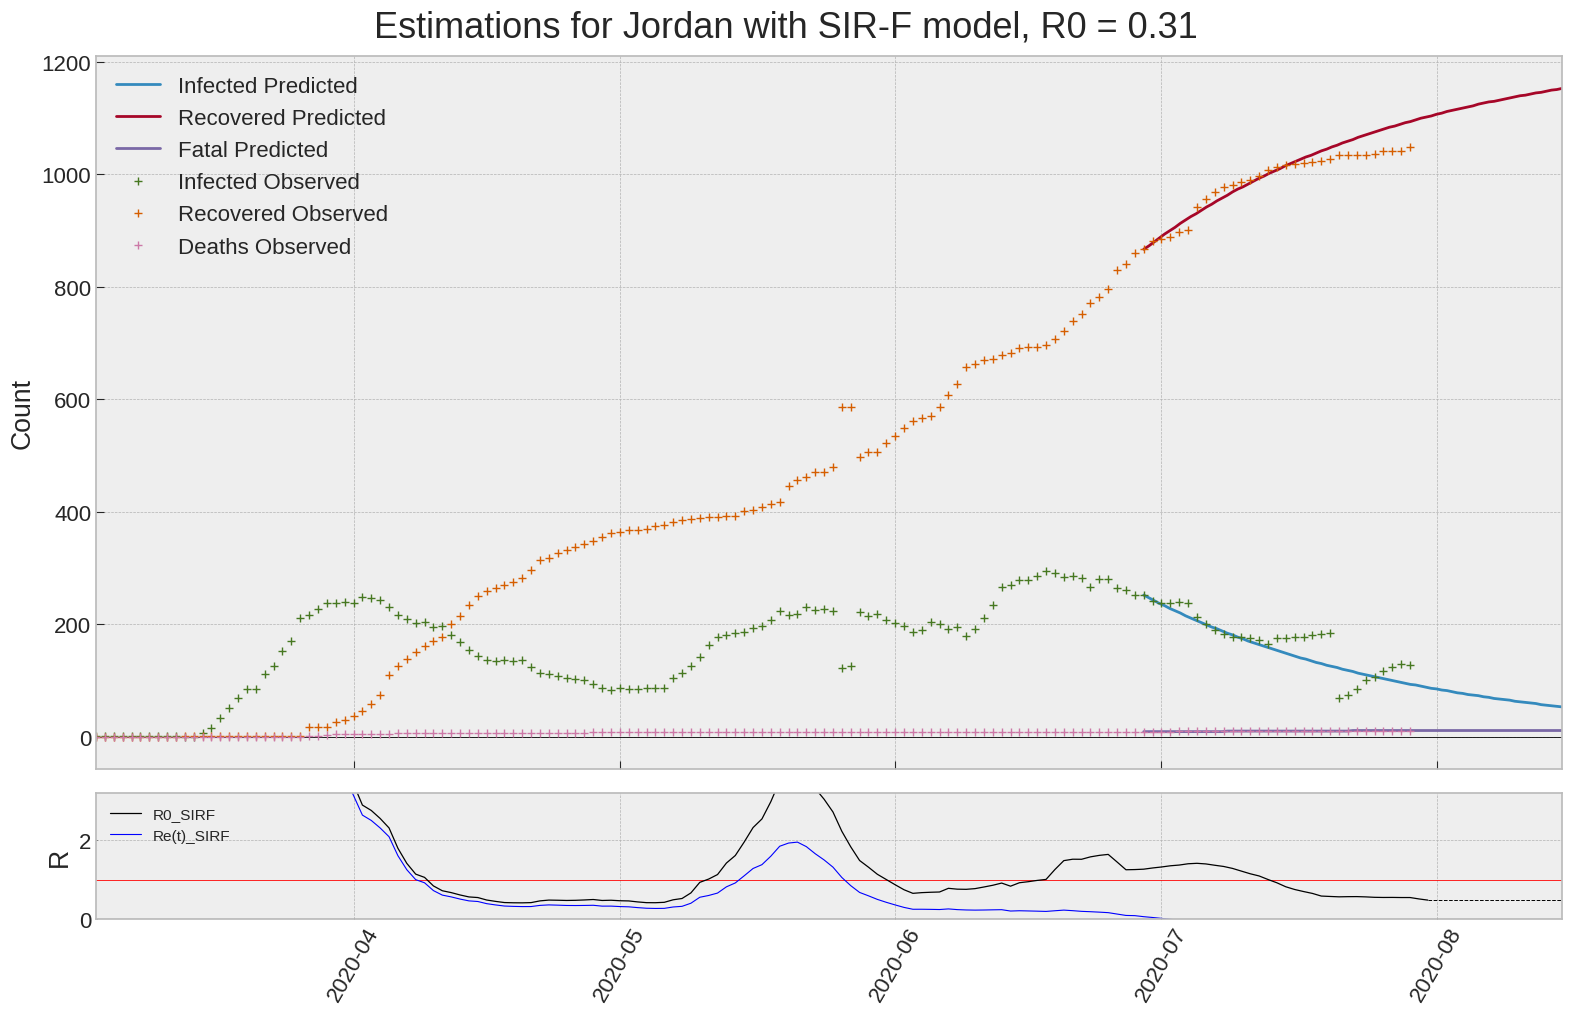 Estimations for Jordan with SIR-F model, R0 = 0.31
1200
1000
800
600
400
200
0
Count
Infected Predicted
Recovered Predicted
Fatal Predicted
Infected Observed
Recovered Observed
Deaths Observed
2
0
R
R0_SIRF
Re(t)_SIRF
2020-04
2020-05
2020-06
2020-07
2020-08